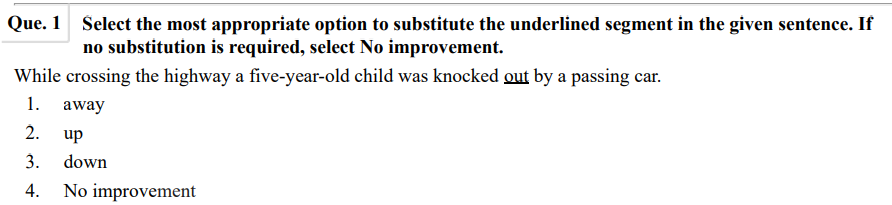 Que. 1 Select the most appropriate option to substitute the underlined segment in the given sentence. If
no substitution is required, select No improvement.
While crossing the highway a five-year-old child was knocked out by a passing car.
1. away
2. up
3. down
4. No improvement